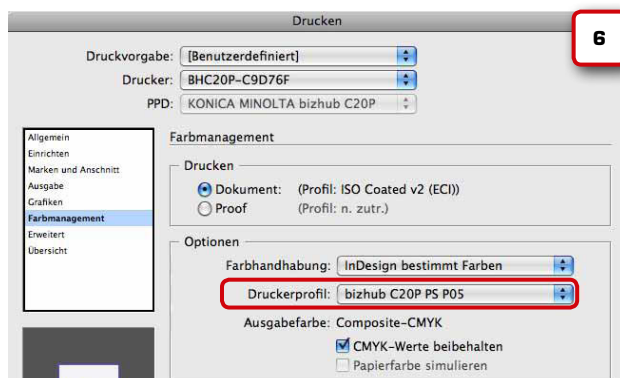 Drucken
6
Druckvorgabe: [Benutzerdefiniert]
Drucker: BHC20P-C9D76F
PPD: KONICA MINOLTA bizhub C20P
Allgemein
Einrichten
Marken und Anschnitt
Ausgabe
Grafiken
Farbmanagement
Erweitert
Übersicht
Farbmanagement
Drucken
Dokument: (Profil: ISO Coated v2 (ECI))
Proof (Profil: n. zutr.)
Optionen
Farbhandhabung: InDesign bestimmt Farben
Druckerprofil: bizhub C20P PS P05
Ausgabefarbe: Composite-CMYK
CMYK-Werte beibehalten
Papierfarbe simulieren